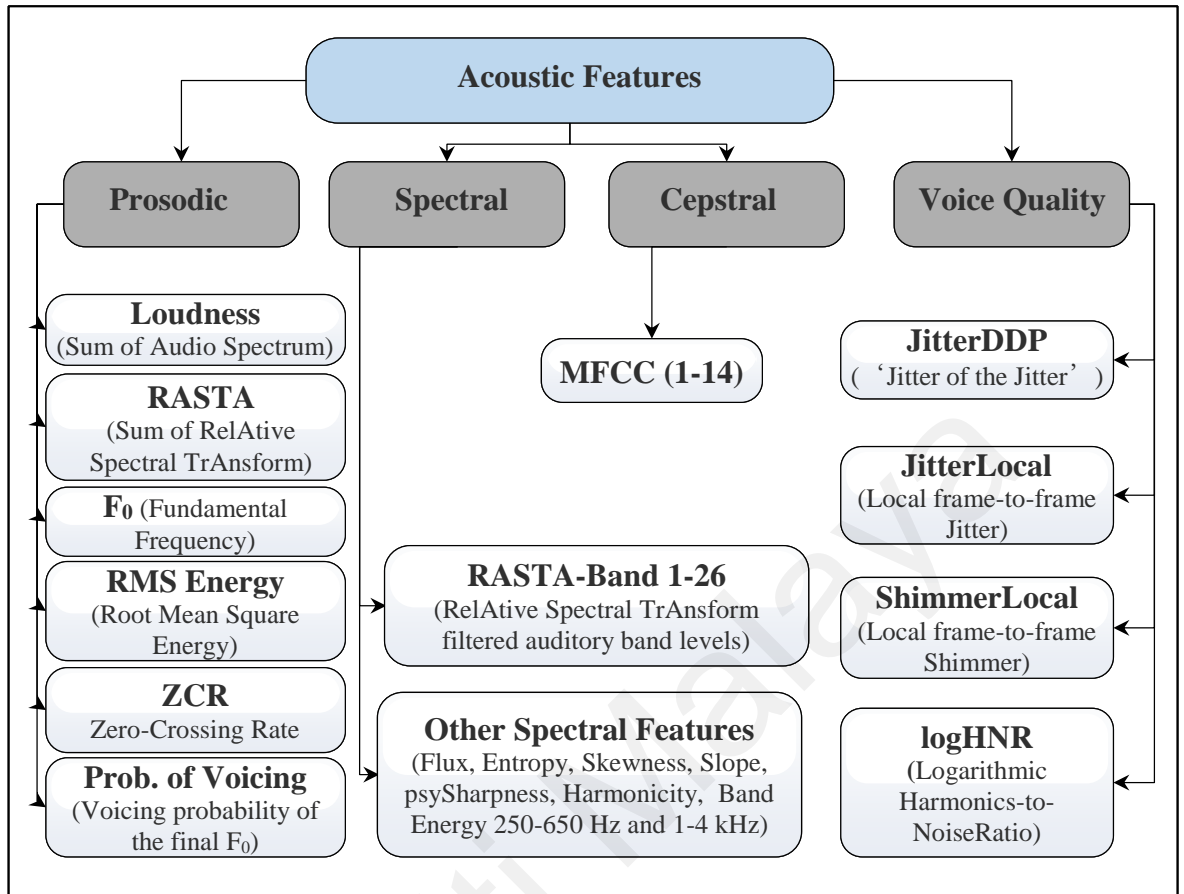 Acoustic Features
Prosodic
Spectral
Cepstral
Voice Quality
Loudness
(Sum of Audio Spectrum)
RASTA
(Sum of RelAtive
Spectral TrAnsform)
F₀ (Fundamental
Frequency)
RMS Energy
(Root Mean Square
Energy)
ZCR
Zero-Crossing Rate
Prob. of Voicing
(Voicing probability of
the final F₀)
RASTA-Band 1-26
(RelAtive Spectral TrAnsform
filtered auditory band levels)
Other Spectral Features
(Flux, Entropy, Skewness, Slope,
psySharpness, Harmonicity, Band
Energy 250-650 Hz and 1-4 kHz)
MFCC (1-14)
JitterDDP
( ‘Jitter of the Jitter’ )
JitterLocal
(Local frame-to-frame
Jitter)
ShimmerLocal
(Local frame-to-frame
Shimmer)
logHNR
(Logarithmic
Harmonics-to-
NoiseRatio)
ti Malaya